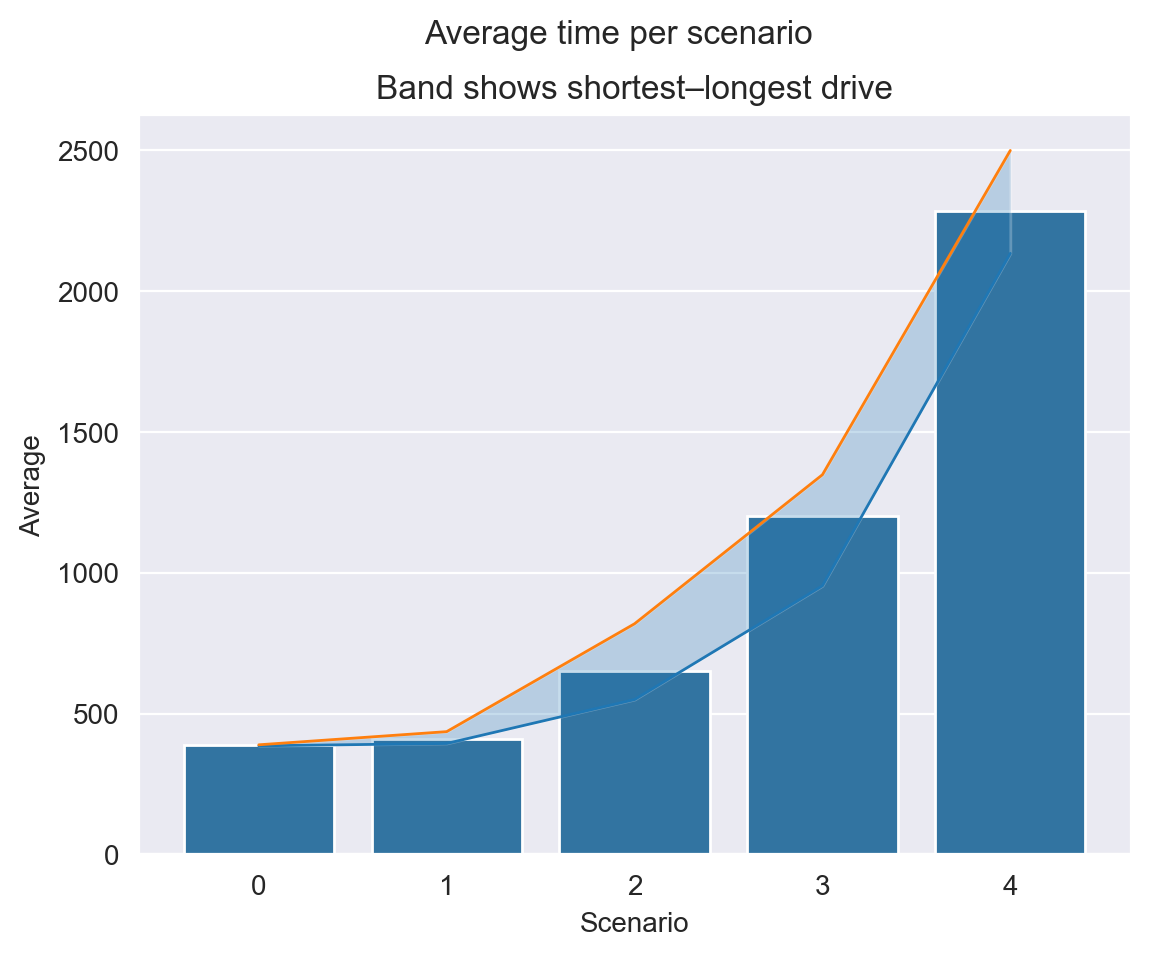 Average time per scenario
Band shows shortest–longest drive
2500
2000
1500
1000
500
0
Average
0 1 2 3 4
Scenario